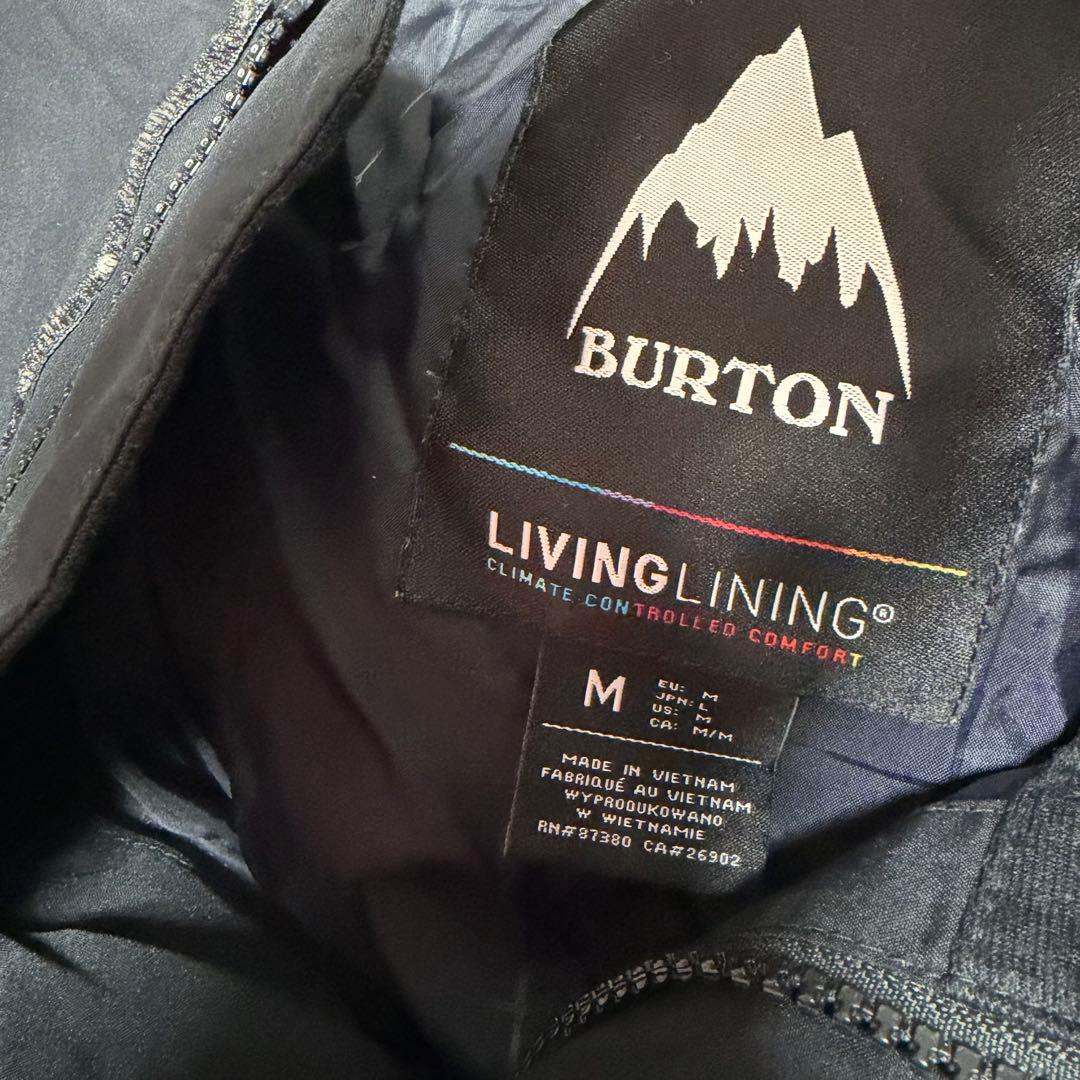 BURTON
LIVINGLINING®
CLIMATE CONTROLLED COMFORT
M
EU: M
JPN: L
US: M
CA: M/M
MADE IN VIETNAM
FABRIQUÉ AU VIETNAM
WYPRODUKOWANO
W WIETNAMIE
RN#87380 CA#26902